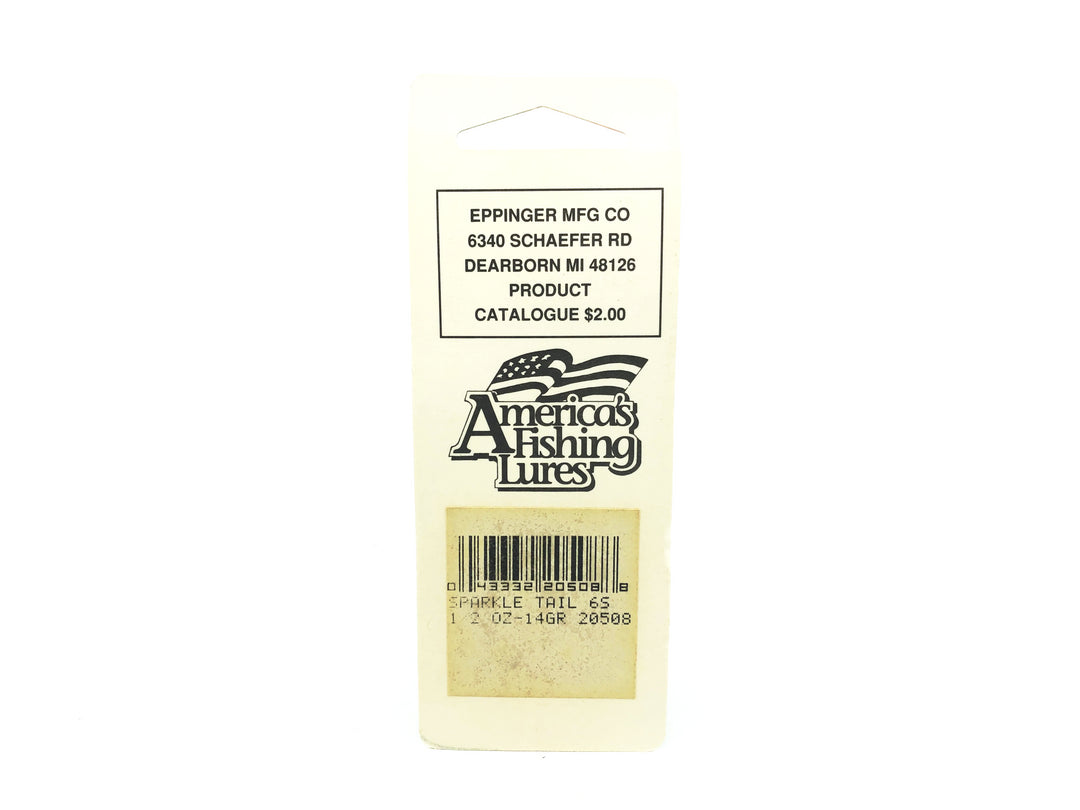 EPPINGER MFG CO
6340 SCHAEFER RD
DEARBORN MI 48126
PRODUCT
CATALOGUE $2.00
America's
Fishing
Lures
0 43332 20508 8
SPARKLE TAIL 6S
1/2 OZ-14GR 20508